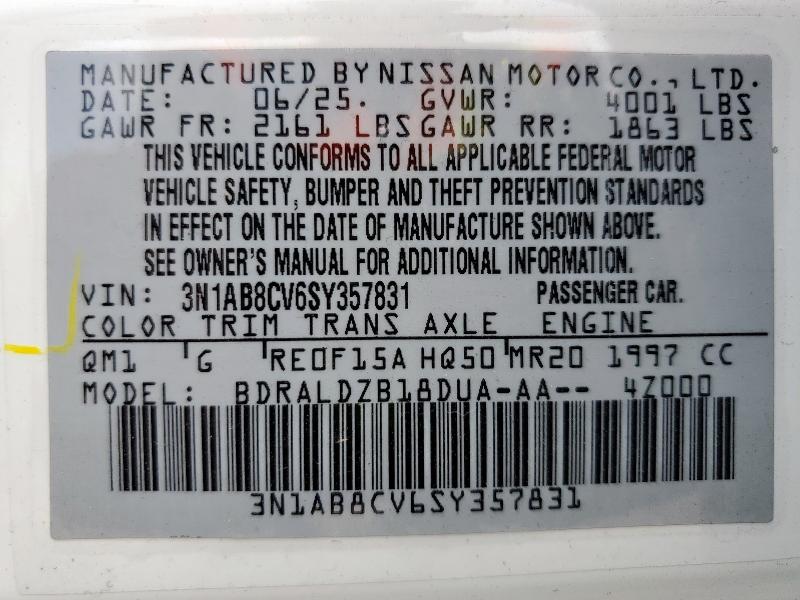 MANUFACTURED BY NISSAN MOTOR CO., LTD.
DATE: 06/25. GVWR: 4001 LBS
GAWR FR: 2161 LBS GAWR RR: 1863 LBS
THIS VEHICLE CONFORMS TO ALL APPLICABLE FEDERAL MOTOR
VEHICLE SAFETY, BUMPER AND THEFT PREVENTION STANDARDS
IN EFFECT ON THE DATE OF MANUFACTURE SHOWN ABOVE.
SEE OWNER'S MANUAL FOR ADDITIONAL INFORMATION.
VIN: 3N1AB8CV6SY357831 PASSENGER CAR.
COLOR TRIM TRANS AXLE ENGINE
QM1 G RE0F15A HQ50 MR20 1997 CC
MODEL: BDRALDZB18DUA-AA-- 4Z000
3N1AB8CV6SY357831